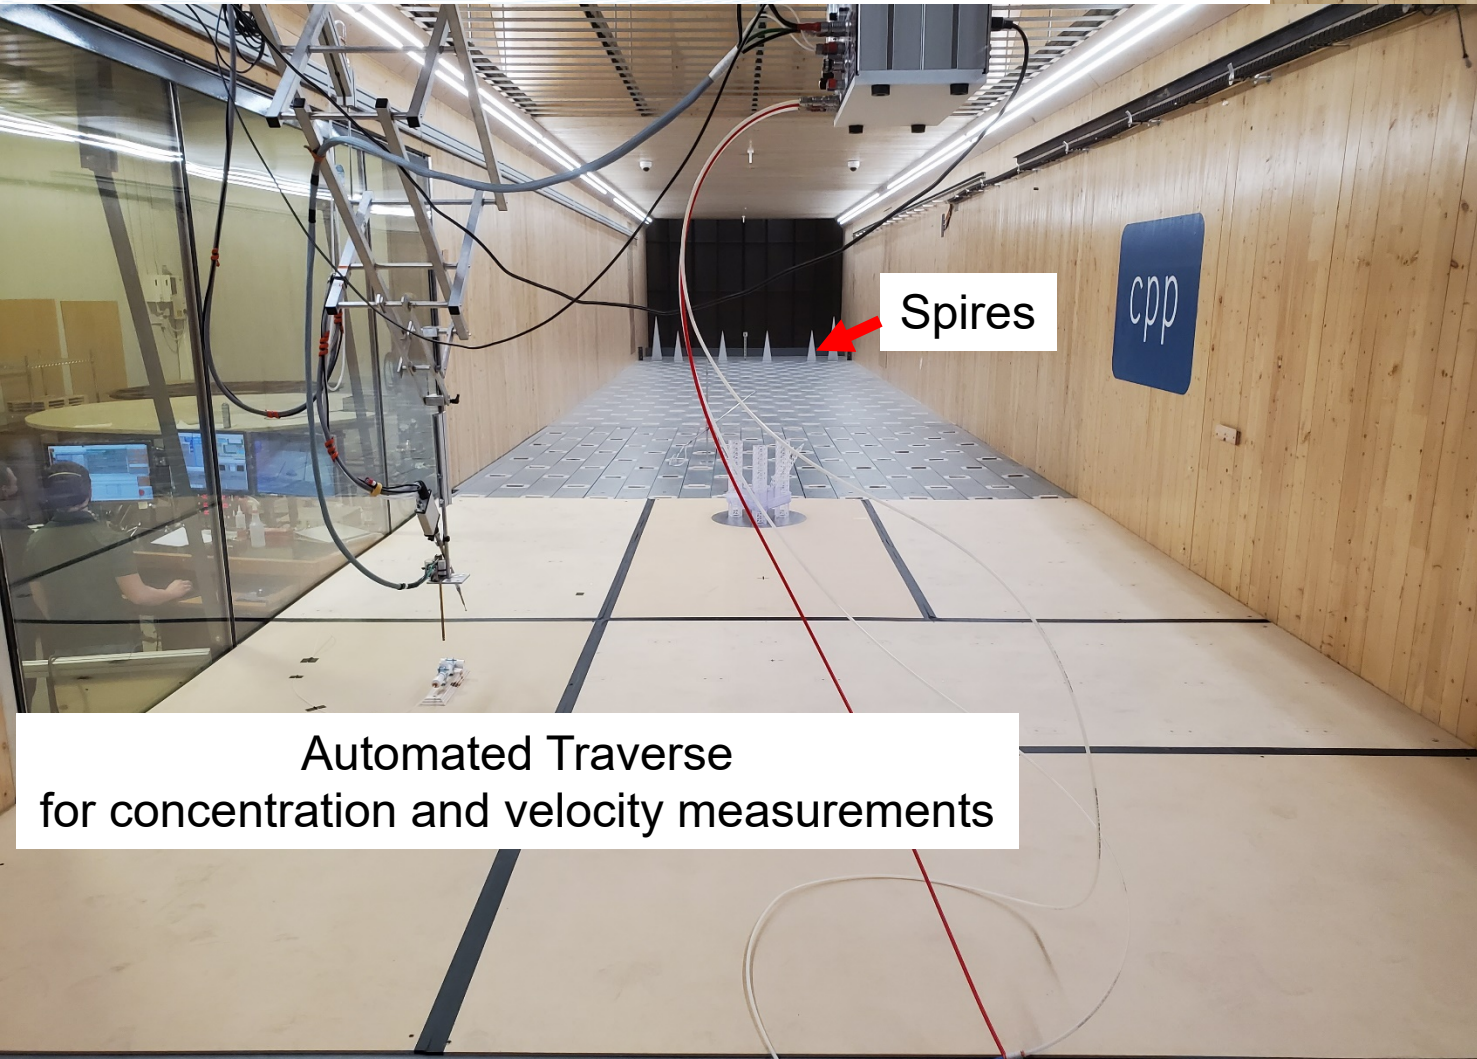 cpp
Spires
Automated Traverse
for concentration and velocity measurements